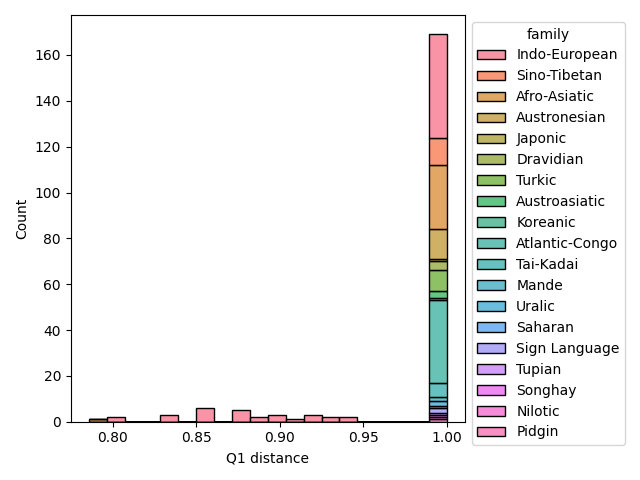 160
140
120
100
80
60
40
20
0
Count
0.80 0.85 0.90 0.95 1.00
Q1 distance
family
Indo-European
Sino-Tibetan
Afro-Asiatic
Austronesian
Japonic
Dravidian
Turkic
Austroasiatic
Koreanic
Atlantic-Congo
Tai-Kadai
Mande
Uralic
Saharan
Sign Language
Tupian
Songhay
Nilotic
Pidgin